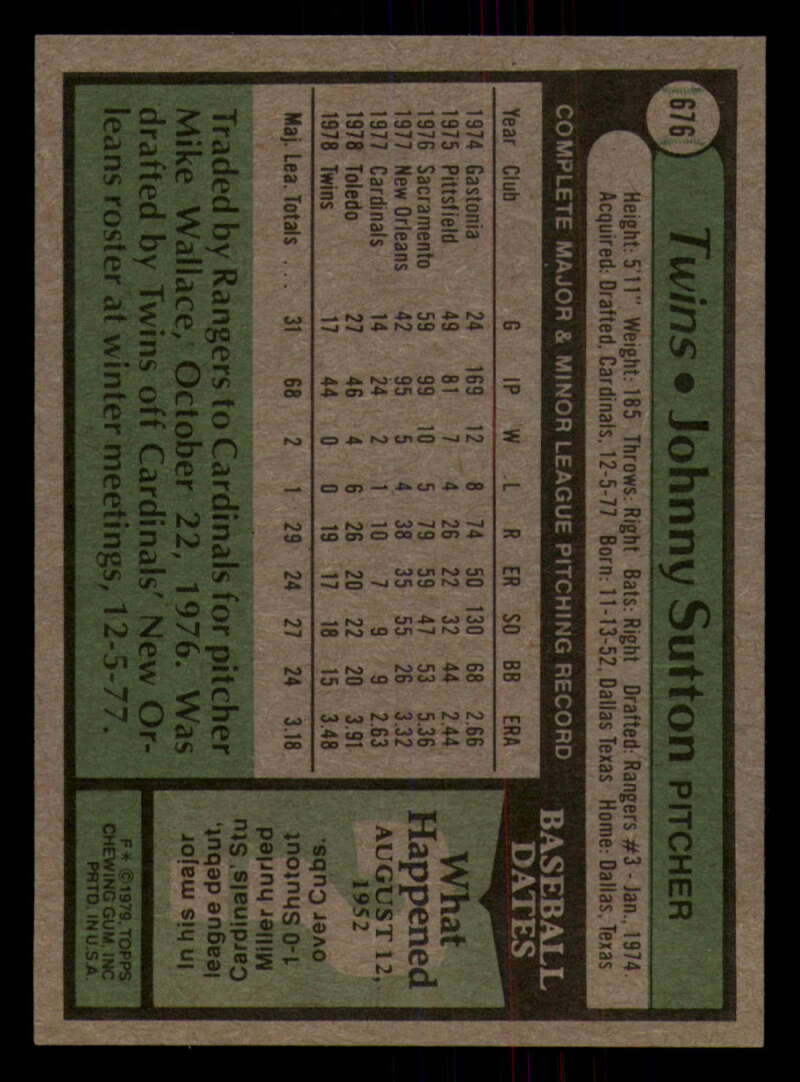 676
Twins • Johnny Sutton PITCHER
Height: 5'11" Weight: 185 Throws: Right Bats: Right Drafted: Rangers #3 - Jan., 1974.
Acquired: Drafted, Cardinals, 12-5-77 Born: 11-13-52, Dallas Texas Home: Dallas, Texas
COMPLETE MAJOR & MINOR LEAGUE PITCHING RECORD
Year Club G IP W L R ER SO BB ERA
1974 Gastonia 24 169 12 8 74 50 130 68 2.66
1975 Pittsfield 49 81 7 4 26 22 32 44 2.44
1976 Sacramento 59 99 10 5 79 59 47 53 5.36
1977 New Orleans 42 95 5 4 38 35 55 26 3.32
1977 Cardinals 14 24 2 1 10 7 9 9 2.63
1978 Toledo 27 46 4 6 26 20 22 20 3.91
1978 Twins 17 44 0 0 19 17 18 15 3.48
Maj. Lea. Totals . . . 31 68 2 1 29 24 27 24 3.18
Traded by Rangers to Cardinals for pitcher
Mike Wallace, October 22, 1976. Was
drafted by Twins off Cardinals' New Or-
leans roster at winter meetings, 12-5-77.
BASEBALL
DATES
What
Happened
AUGUST 12,
1952
In his major
league debut,
Cardinals' Stu
Miller hurled
1-0 Shutout
over Cubs.
F* ©1979, TOPPS
CHEWING GUM, INC
PRTD. IN U.S.A.